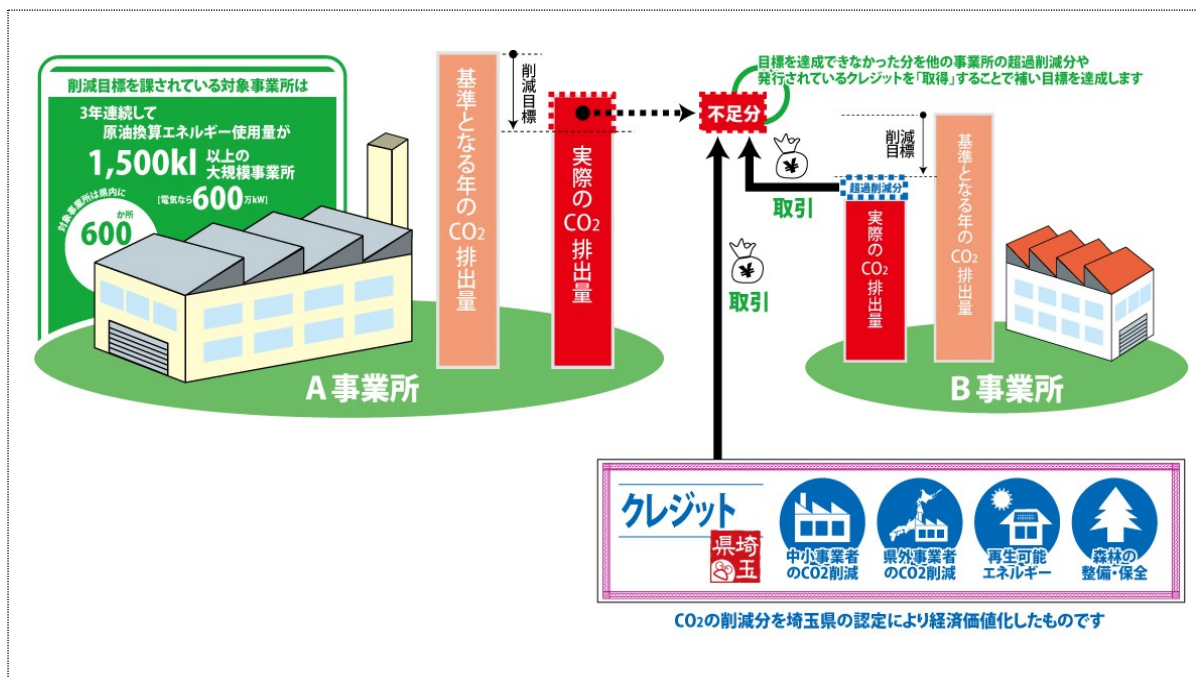 削減目標を課されている対象事業所は
3年連続して
原油換算エネルギー使用量が
1,500kl 以上の
大規模事業所
[電気なら600万kW]
対象事業所は県内に
600か所
削減目標
基準となる年のCO2排出量
実際のCO2排出量
A事業所
目標を達成できなかった分を他の事業所の超過削減分や
発行されているクレジットを「取得」することで補い目標を達成します
不足分
取引
取引
削減
目標
超過削減分
実際のCO2排出量
基準となる年のCO2排出量
B事業所
クレジット
埼玉県
中小事業者
のCO2削減
県外事業者
のCO2削減
再生可能
エネルギー
森林の
整備・保全
CO2の削減分を埼玉県の認定により経済価値化したものです